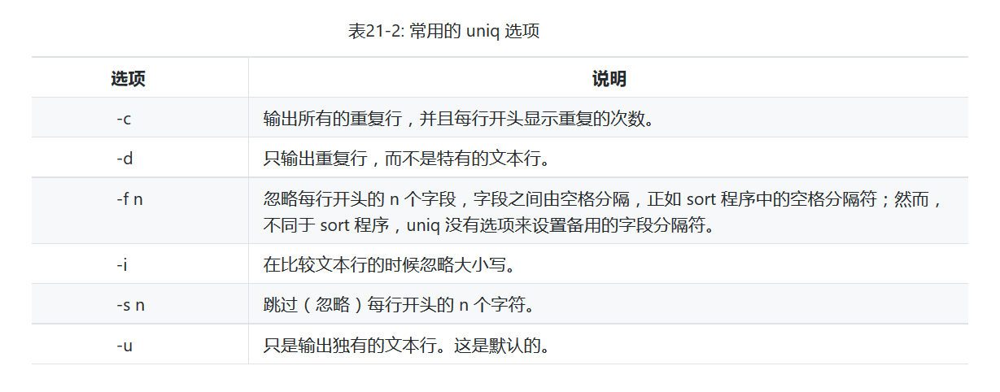 表21-2: 常用的 uniq 选项
选项 说明
-c 输出所有的重复行，并且每行开头显示重复的次数。
-d 只输出重复行，而不是特有的文本行。
-f n 忽略每行开头的 n 个字段，字段之间由空格分隔，正如 sort 程序中的空格分隔符；然而，
不同于 sort 程序，uniq 没有选项来设置备用的字段分隔符。
-i 在比较文本行的时候忽略大小写。
-s n 跳过（忽略）每行开头的 n 个字符。
-u 只是输出独有的文本行。这是默认的。